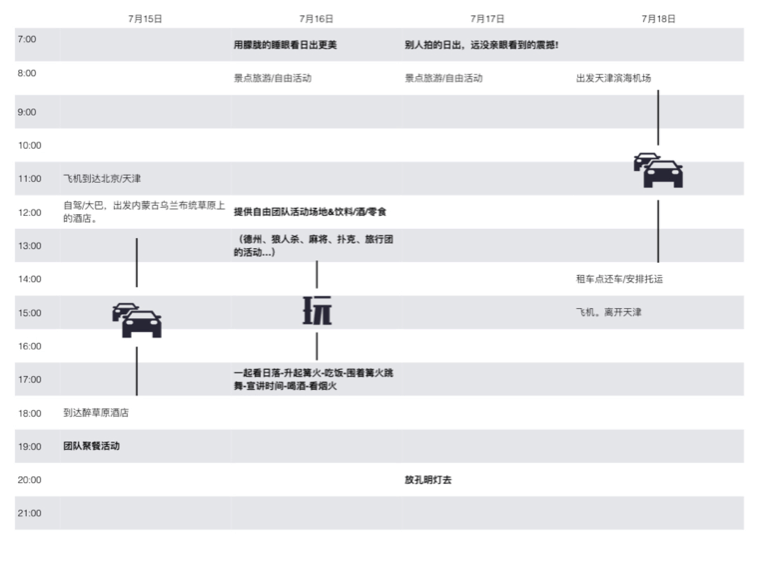 7月15日 7月16日 7月17日 7月18日
7:00 用朦胧的睡眼看日出更美 别人拍的日出，远没亲眼看到的震撼！
8:00 景点旅游/自由活动 景点旅游/自由活动 出发天津滨海机场
9:00
10:00
11:00 飞机到达北京/天津
12:00 自驾/大巴、出发内蒙古乌兰布统草原上 提供自由团队活动场地&饮料/酒/零食
的酒店。
13:00 （德州、狼人杀、麻将、扑克、旅行团
的活动...）
14:00 租车点还车/安排托运
15:00 玩 飞机。离开天津
16:00
17:00 一起看日落-升起篝火-吃饭-围着篝火跳
舞-宣讲时间-喝酒-看烟火
18:00 到达醉草原酒店
19:00 团队聚餐活动
20:00 放孔明灯去
21:00